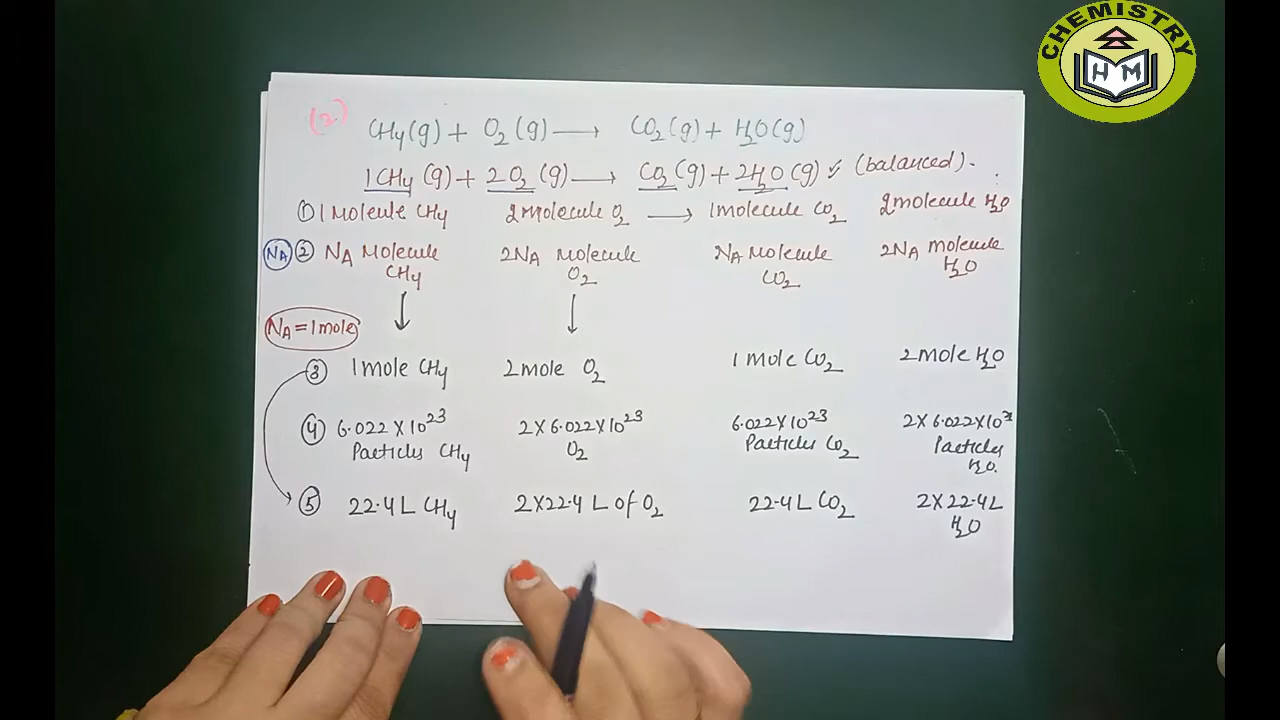 CHEMISTRY
HM
(2)
CH4(g) + O2(g) ⟶ CO2(g) + H2O(g)
1CH4(g) + 2O2(g) ⟶ CO2(g) + 2H2O(g) ✓ (balanced).
① 1 Molecule CH4 2 molecule O2 ⟶ 1 molecule CO2 2 molecule H2O
NA ② NA Molecule CH4 2NA molecule O2 NA Molecule CO2 2NA molecule H2O
NA = 1 mole
③ 1 mole CH4 2 mole O2 1 mole CO2 2 mole H2O
④ 6.022 X 10^23 2 X 6.022 X 10^23 6.022 X 10^23 2 X 6.022 X 10
Particles CH4 O2 Particles CO2 Particles
H2O.
⑤ 22.4 L CH4 2 X 22.4 L of O2 22.4 L CO2 2 X 22.4 L
H2O